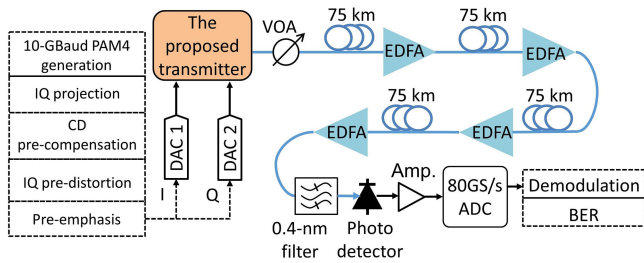 10-GBaud PAM4
generation
IQ projection
CD
pre-compensation
IQ pre-distortion
Pre-emphasis
The
proposed
transmitter
DAC 1
DAC 2
I
Q
VOA
75 km
EDFA
75 km
EDFA
75 km
EDFA
75 km
EDFA
0.4-nm
filter
Photo
detector
Amp.
80GS/s
ADC
Demodulation
BER